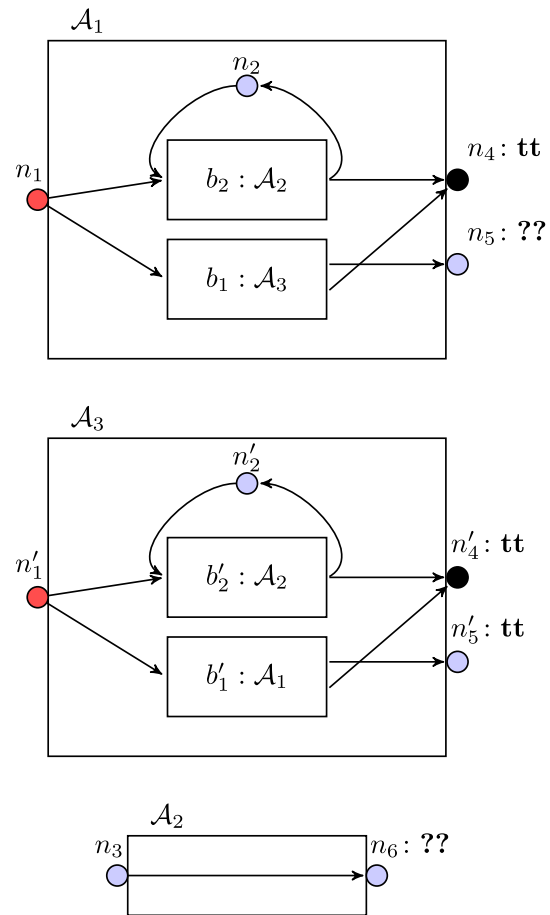 𝒜₁
n₂
n₁
b₂ : 𝒜₂
n₄ : tt
n₅ : ??
b₁ : 𝒜₃
𝒜₃
n′₂
n′₁
b′₂ : 𝒜₂
n′₄ : tt
n′₅ : tt
b′₁ : 𝒜₁
𝒜₂
n₃
n₆ : ??